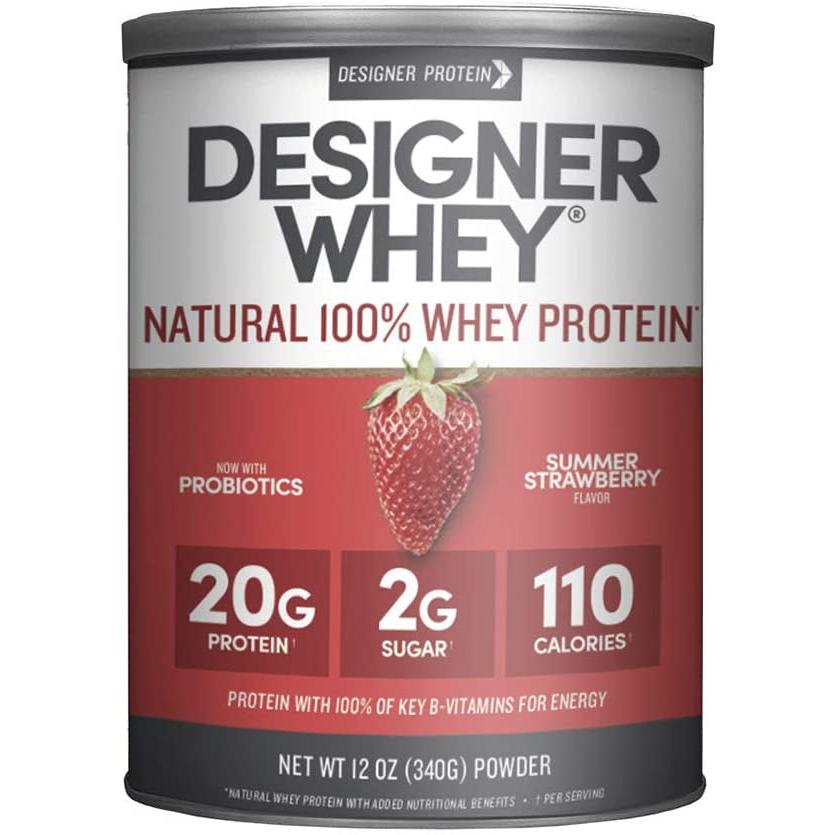 DESIGNER PROTEIN
DESIGNER
WHEY®
NATURAL 100% WHEY PROTEIN*
NOW WITH
PROBIOTICS
SUMMER
STRAWBERRY
FLAVOR
20G
PROTEIN†
2G
SUGAR†
110
CALORIES†
PROTEIN WITH 100% OF KEY B-VITAMINS FOR ENERGY
NET WT 12 OZ (340G) POWDER
*NATURAL WHEY PROTEIN WITH ADDED NUTRITIONAL BENEFITS • † PER SERVING